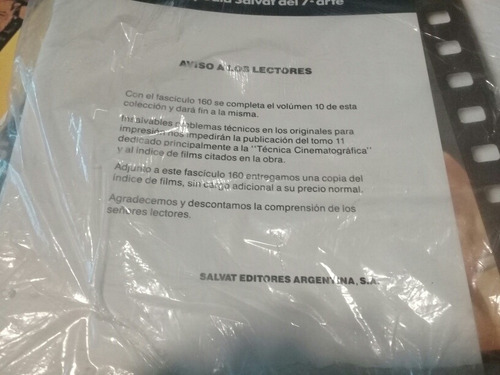 Salvat del 7º arte
AVISO A LOS LECTORES
Con el fascículo 160 se completa el volúmen 10 de esta
colección y dará fin a la misma.
Insalvables problemas técnicos en los originales para
impresión nos impedirán la publicación del tomo 11
dedicado principalmente a la "Técnica Cinematográfica"
y al índice de films citados en la obra.
Adjunto a este fascículo 160 entregamos una copia del
índice de films, sin cargo adicional a su precio normal.
Agradecemos y descontamos la comprensión de los
señores lectores.
SALVAT EDITORES ARGENTINA, S.A.